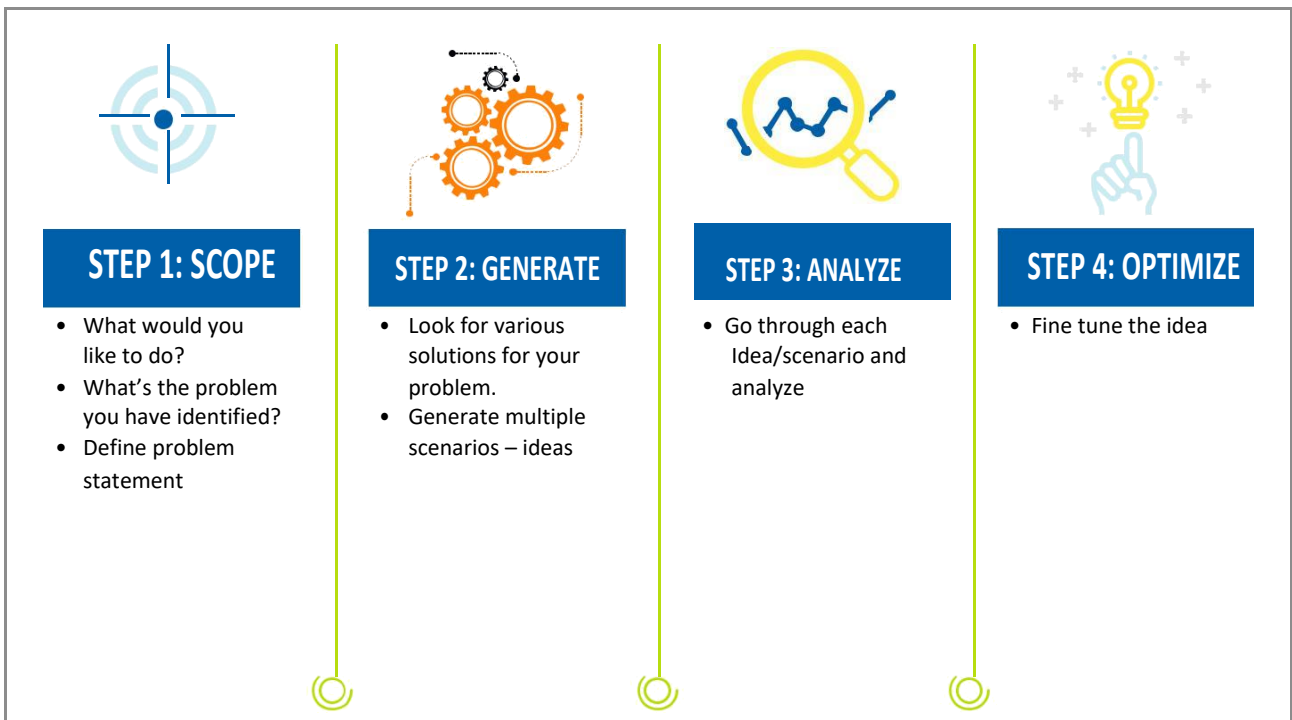 STEP 1: SCOPE
• What would you
like to do?
• What’s the problem
you have identified?
• Define problem
statement
STEP 2: GENERATE
• Look for various
solutions for your
problem.
• Generate multiple
scenarios – ideas
STEP 3: ANALYZE
• Go through each
Idea/scenario and
analyze
STEP 4: OPTIMIZE
• Fine tune the idea